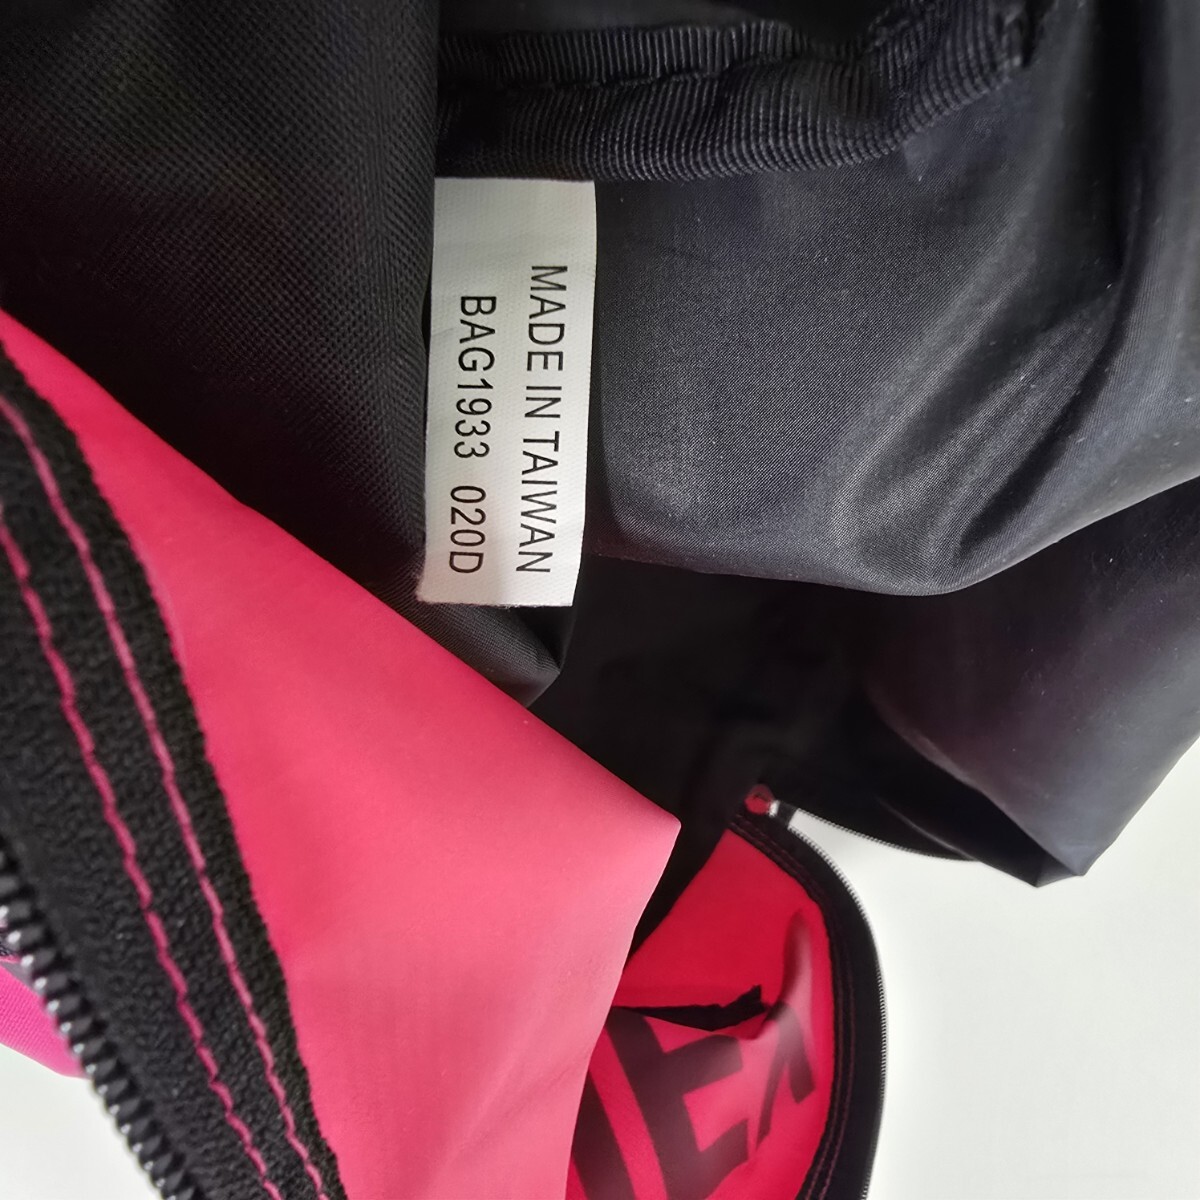 MADE IN TAIWAN
BAG1933 020D